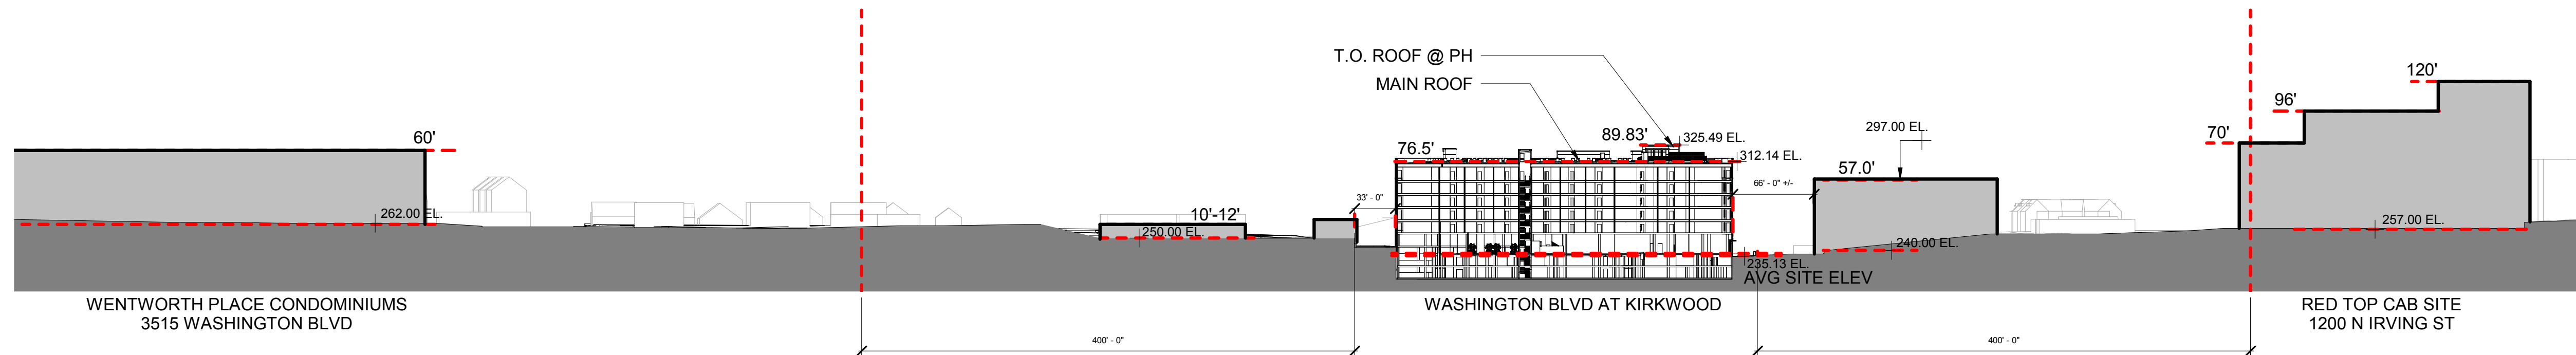 T.O. ROOF @ PH
MAIN ROOF
60'
262.00 EL.
10'-12'
250.00 EL.
33' - 0"
76.5'
89.83'
325.49 EL.
312.14 EL.
66' - 0" +/-
235.13 EL.
AVG SITE ELEV
297.00 EL.
57.0'
240.00 EL.
70'
96'
120'
257.00 EL.
WENTWORTH PLACE CONDOMINIUMS
3515 WASHINGTON BLVD
WASHINGTON BLVD AT KIRKWOOD
RED TOP CAB SITE
1200 N IRVING ST
400' - 0"
400' - 0"